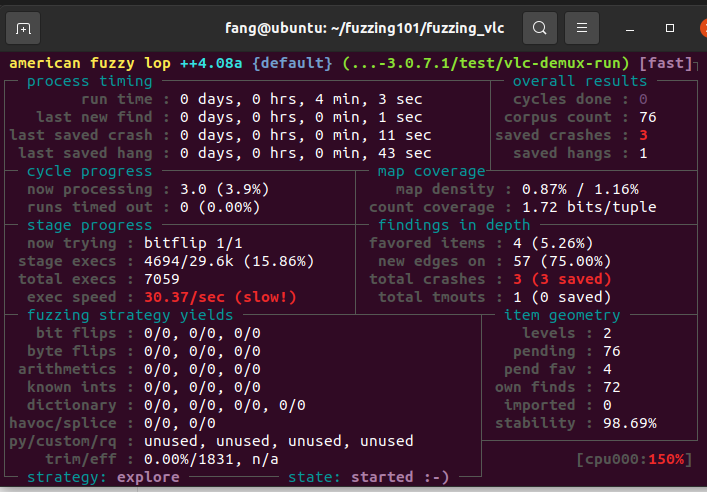 fang@ubuntu: ~/fuzzing101/fuzzing_vlc
american fuzzy lop ++4.08a {default} (...-3.0.7.1/test/vlc-demux-run) [fast]
process timing overall results
run time : 0 days, 0 hrs, 4 min, 3 sec cycles done : 0
last new find : 0 days, 0 hrs, 0 min, 1 sec corpus count : 76
last saved crash : 0 days, 0 hrs, 0 min, 11 sec saved crashes : 3
last saved hang : 0 days, 0 hrs, 0 min, 43 sec saved hangs : 1
cycle progress map coverage
now processing : 3.0 (3.9%) map density : 0.87% / 1.16%
runs timed out : 0 (0.00%) count coverage : 1.72 bits/tuple
stage progress findings in depth
now trying : bitflip 1/1 favored items : 4 (5.26%)
stage execs : 4694/29.6k (15.86%) new edges on : 57 (75.00%)
total execs : 7059 total crashes : 3 (3 saved)
exec speed : 30.37/sec (slow!) total tmouts : 1 (0 saved)
fuzzing strategy yields item geometry
bit flips : 0/0, 0/0, 0/0 levels : 2
byte flips : 0/0, 0/0, 0/0 pending : 76
arithmetics : 0/0, 0/0, 0/0 pend fav : 4
known ints : 0/0, 0/0, 0/0 own finds : 72
dictionary : 0/0, 0/0, 0/0, 0/0 imported : 0
havoc/splice : 0/0, 0/0 stability : 98.69%
py/custom/rq : unused, unused, unused, unused
trim/eff : 0.00%/1831, n/a [cpu000:150%]
strategy: explore state: started :-)